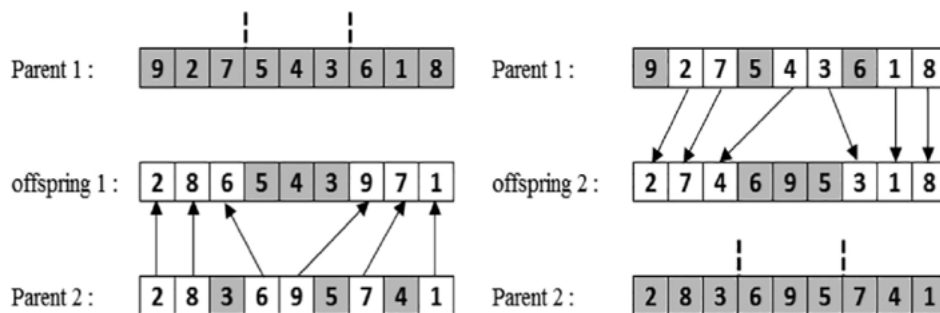 Parent 1 : 9 2 7 5 4 3 6 1 8
offspring 1 : 2 8 6 5 4 3 9 7 1
Parent 2 : 2 8 3 6 9 5 7 4 1
Parent 1 : 9 2 7 5 4 3 6 1 8
offspring 2 : 2 7 4 6 9 5 3 1 8
Parent 2 : 2 8 3 6 9 5 7 4 1